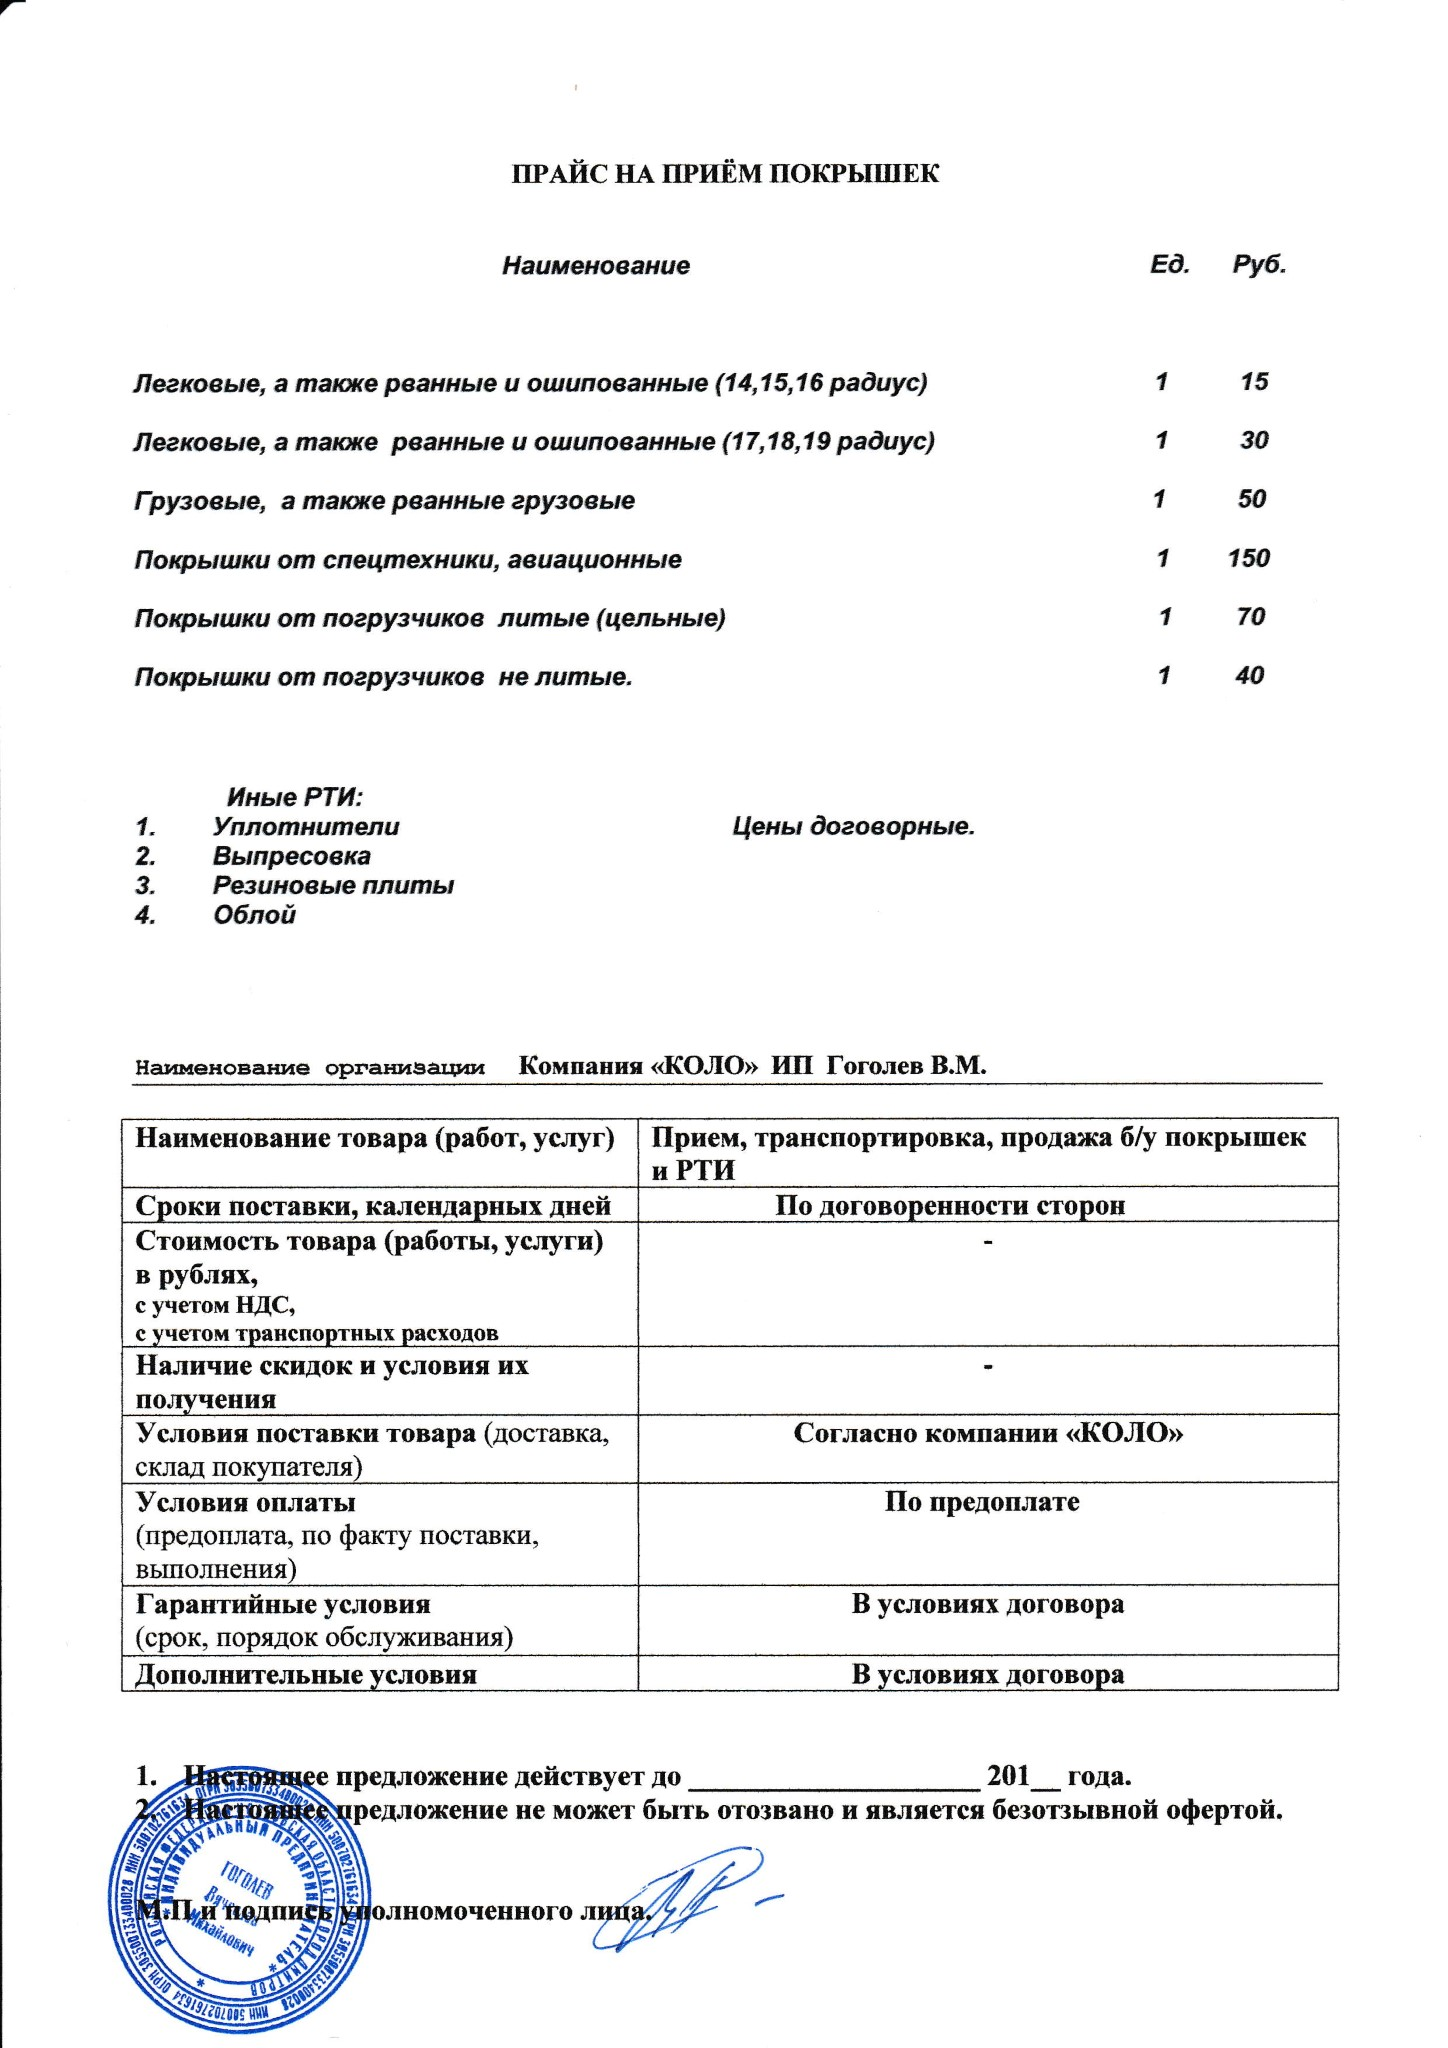 ПРАЙС НА ПРИЁМ ПОКРЫШЕК
Наименование Ед. Руб.
Легковые, а также рванные и ошипованные (14,15,16 радиус) 1 15
Легковые, а также рванные и ошипованные (17,18,19 радиус) 1 30
Грузовые, а также рванные грузовые 1 50
Покрышки от спецтехники, авиационные 1 150
Покрышки от погрузчиков литые (цельные) 1 70
Покрышки от погрузчиков не литые. 1 40
Иные РТИ:
1. Уплотнители Цены договорные.
2. Выпресовка
3. Резиновые плиты
4. Облой
Наименование организации Компания «КОЛО» ИП Гоголев В.М.
Наименование товара (работ, услуг) Прием, транспортировка, продажа б/у покрышек
и РТИ
Сроки поставки, календарных дней По договоренности сторон
Стоимость товара (работы, услуги) -
в рублях,
с учетом НДС,
с учетом транспортных расходов
Наличие скидок и условия их -
получения
Условия поставки товара (доставка, Согласно компании «КОЛО»
склад покупателя)
Условия оплаты По предоплате
(предоплата, по факту поставки,
выполнения)
Гарантийные условия В условиях договора
(срок, порядок обслуживания)
Дополнительные условия В условиях договора
1. Настоящее предложение действует до ____________________ 201__ года.
2. Настоящее предложение не может быть отозвано и является безотзывной офертой.
М.П и подпись уполномоченного лица.
ИНН 500702761634 ОГРН 305500733400028
ИНДИВИДУАЛЬНЫЙ ПРЕДПРИНИМАТЕЛЬ
ГОГОЛЕВ
Михайлович